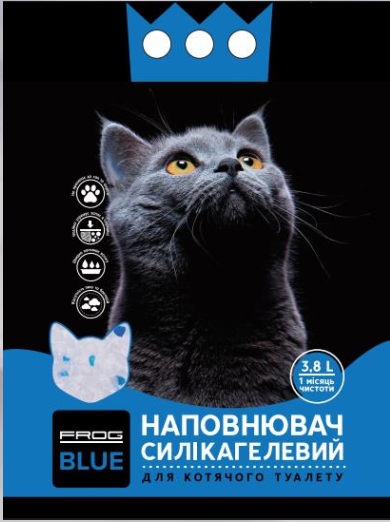 3,8 L
1 місяць
чистоти
FROG
BLUE
НАПОВНЮВАЧ
СИЛІКАГЕЛЕВИЙ
ДЛЯ КОТЯЧОГО ТУАЛЕТУ